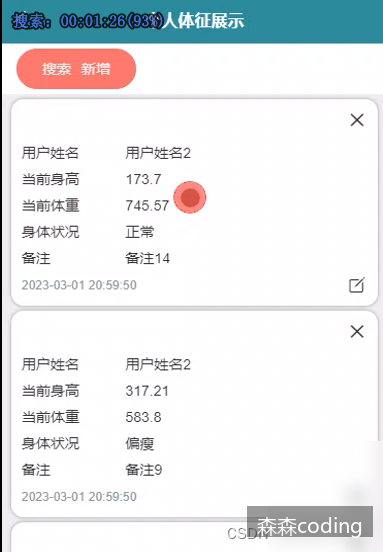 搜索：00:01:26(93%)人体征展示
搜索 新增
用户姓名 用户姓名2
当前身高 173.7
当前体重 745.57
身体状况 正常
备注 备注14
2023-03-01 20:59:50
用户姓名 用户姓名2
当前身高 317.21
当前体重 583.8
身体状况 偏瘦
备注 备注9
2023-03-01 20:59:50
森森coding